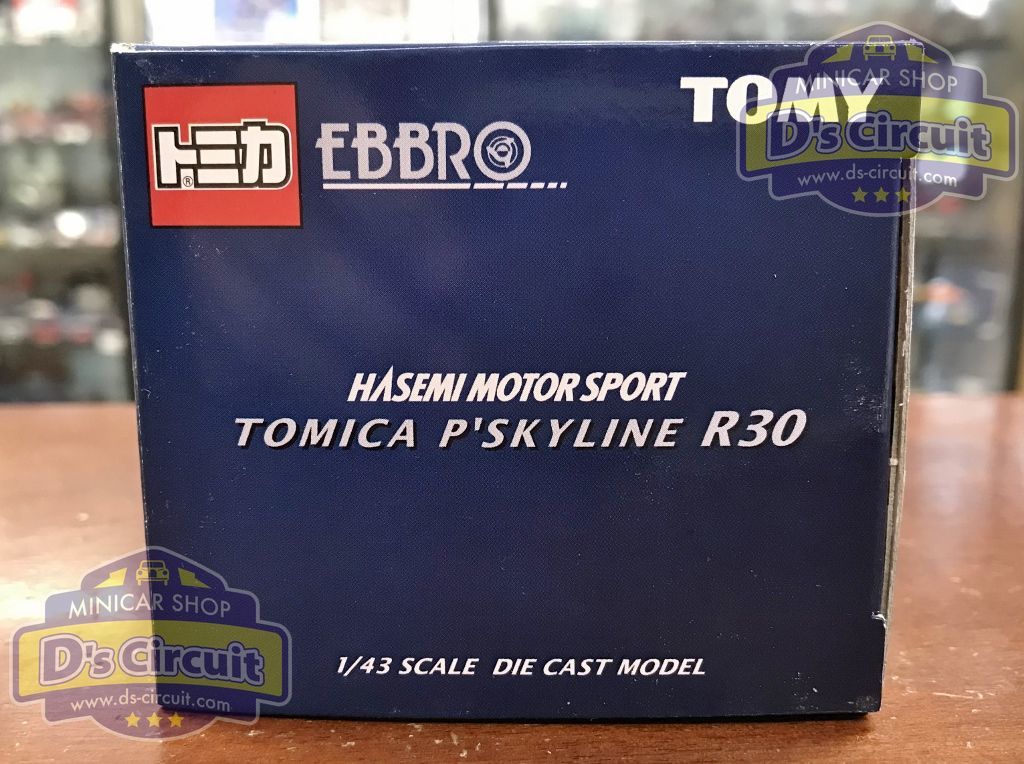 トミカ
®
EBBRO
TOMY
HASEMI MOTOR SPORT
TOMICA P'SKYLINE R30
1/43 SCALE DIE CAST MODEL
MINICAR SHOP
D's Circuit
www.ds-circuit.com
MINICAR SHOP
D's Circuit
www.ds-circuit.com